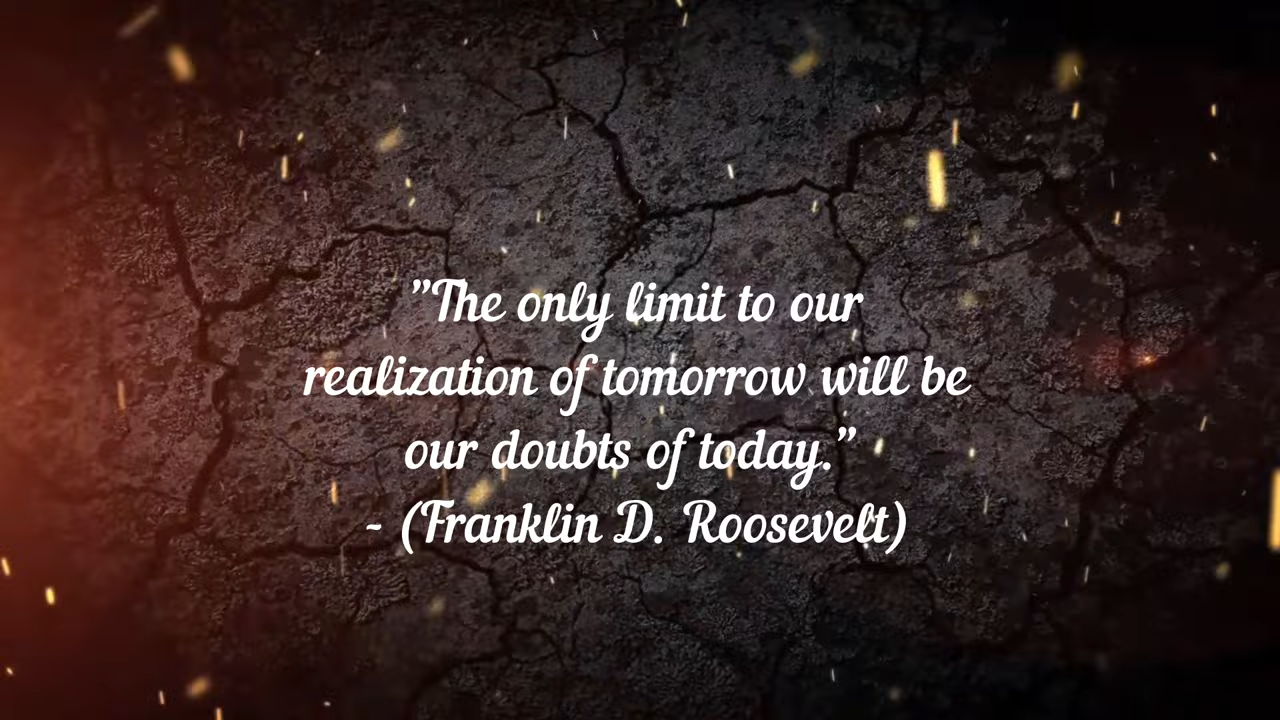 ”The only limit to our
realization of tomorrow will be
our doubts of today.”
- (Franklin D. Roosevelt)